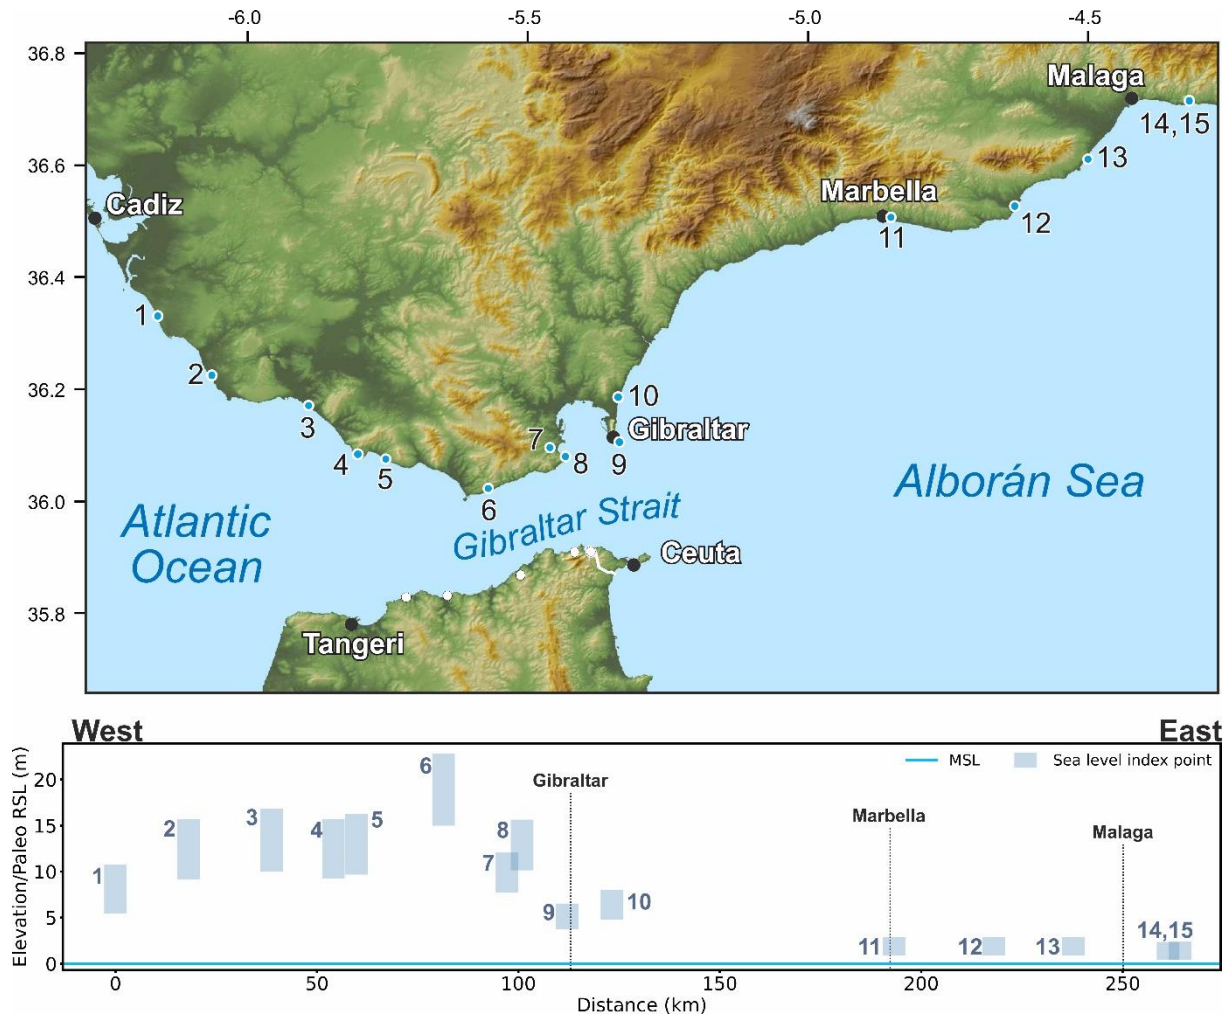 -6.0 -5.5 -5.0 -4.5
36.8
Malaga
14,15
36.6
13
Cadiz
Marbella
12
11
36.4
1
2
36.2
10
3
Gibraltar
7
4
8
9
5
36.0
6
Alborán Sea
Atlantic
Ocean
Gibraltar Strait
Ceuta
35.8
Tangeri
West East
Elevation/Paleo RSL (m)
20
15
10
5
0
MSL Sea level index point
6
Gibraltar
Marbella
Malaga
1
2
3
4
5
8
7
9
10
11
12
13
14,15
0 50 100 150 200 250
Distance (km)